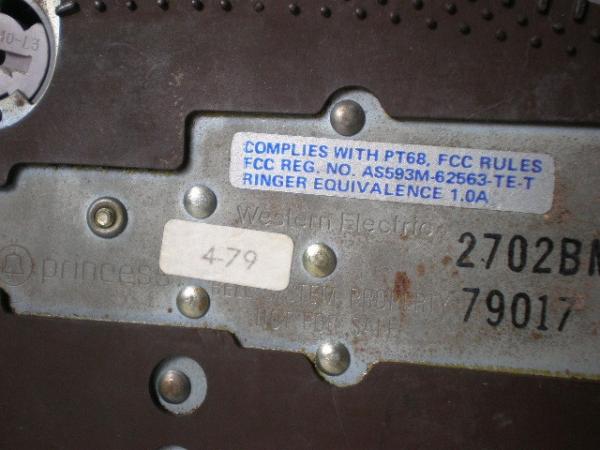 COMPLIES WITH PT68, FCC RULES
FCC REG. NO. AS593M-62563-TE-T
RINGER EQUIVALENCE 1.0A
Western Electric
4-79
2702BM
princess
BELL SYSTEM PROPERTY
NOT FOR SALE
79017